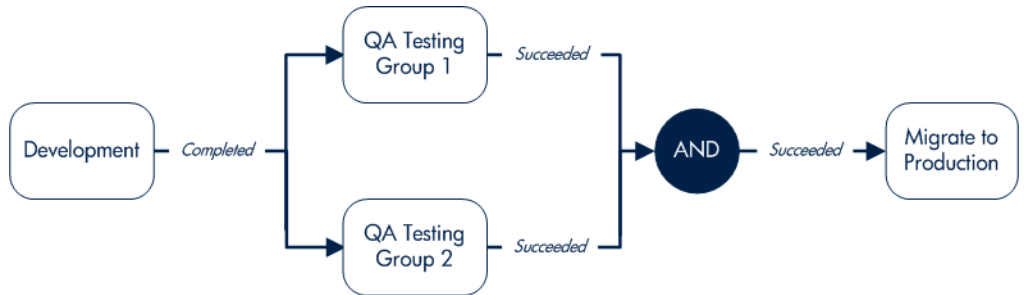 Development
Completed
QA Testing
Group 1
Succeeded
QA Testing
Group 2
Succeeded
AND
Succeeded
Migrate to
Production